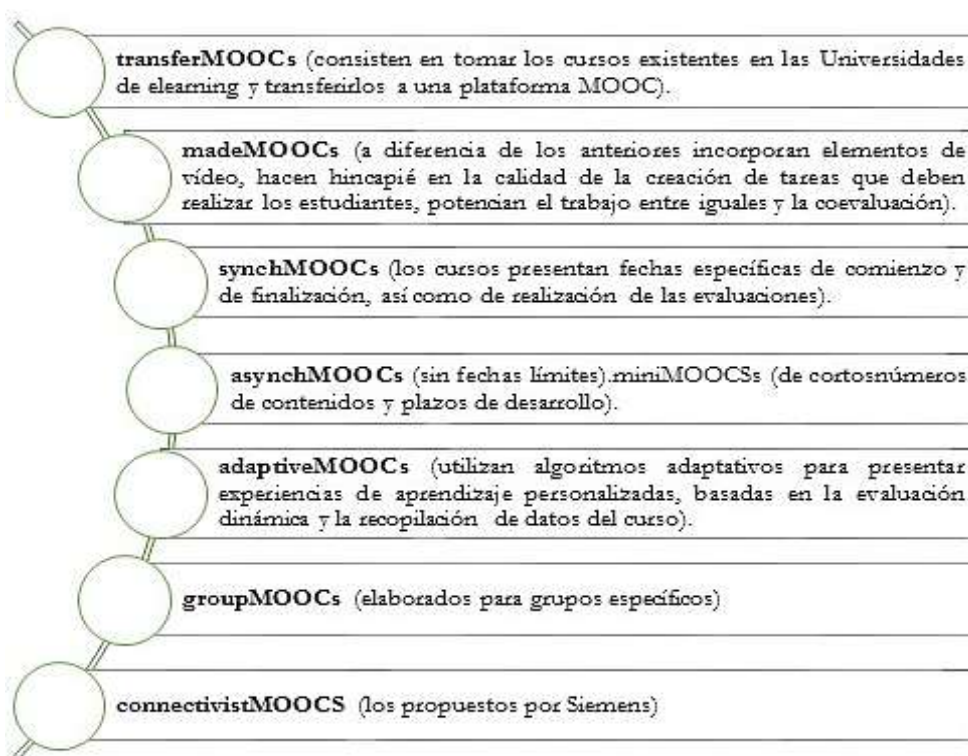 transferMOOCs (consisten en tomar los cursos existentes en las Universidades
de elearning y transferirlos a una plataforma MOOC).
madeMOOCs (a diferencia de los anteriores incorporan elementos de
vídeo, hacen hincapié en la calidad de la creación de tareas que deben
realizar los estudiantes, potencian el trabajo entre iguales y la coevaluación).
synchMOOCs (los cursos presentan fechas específicas de comienzo y
de finalización, así como de realización de las evaluaciones).
asynchMOOCs (sin fechas límites).miniMOOCSs (de cortosnúmeros
de contenidos y plazos de desarrollo).
adaptiveMOOCs (utilizan algoritmos adaptativos para presentar
experiencias de aprendizaje personalizadas, basadas en la evaluación
dinámica y la recopilación de datos del curso).
groupMOOCs (elaborados para grupos específicos)
connectivistMOOCS (los propuestos por Siemens)